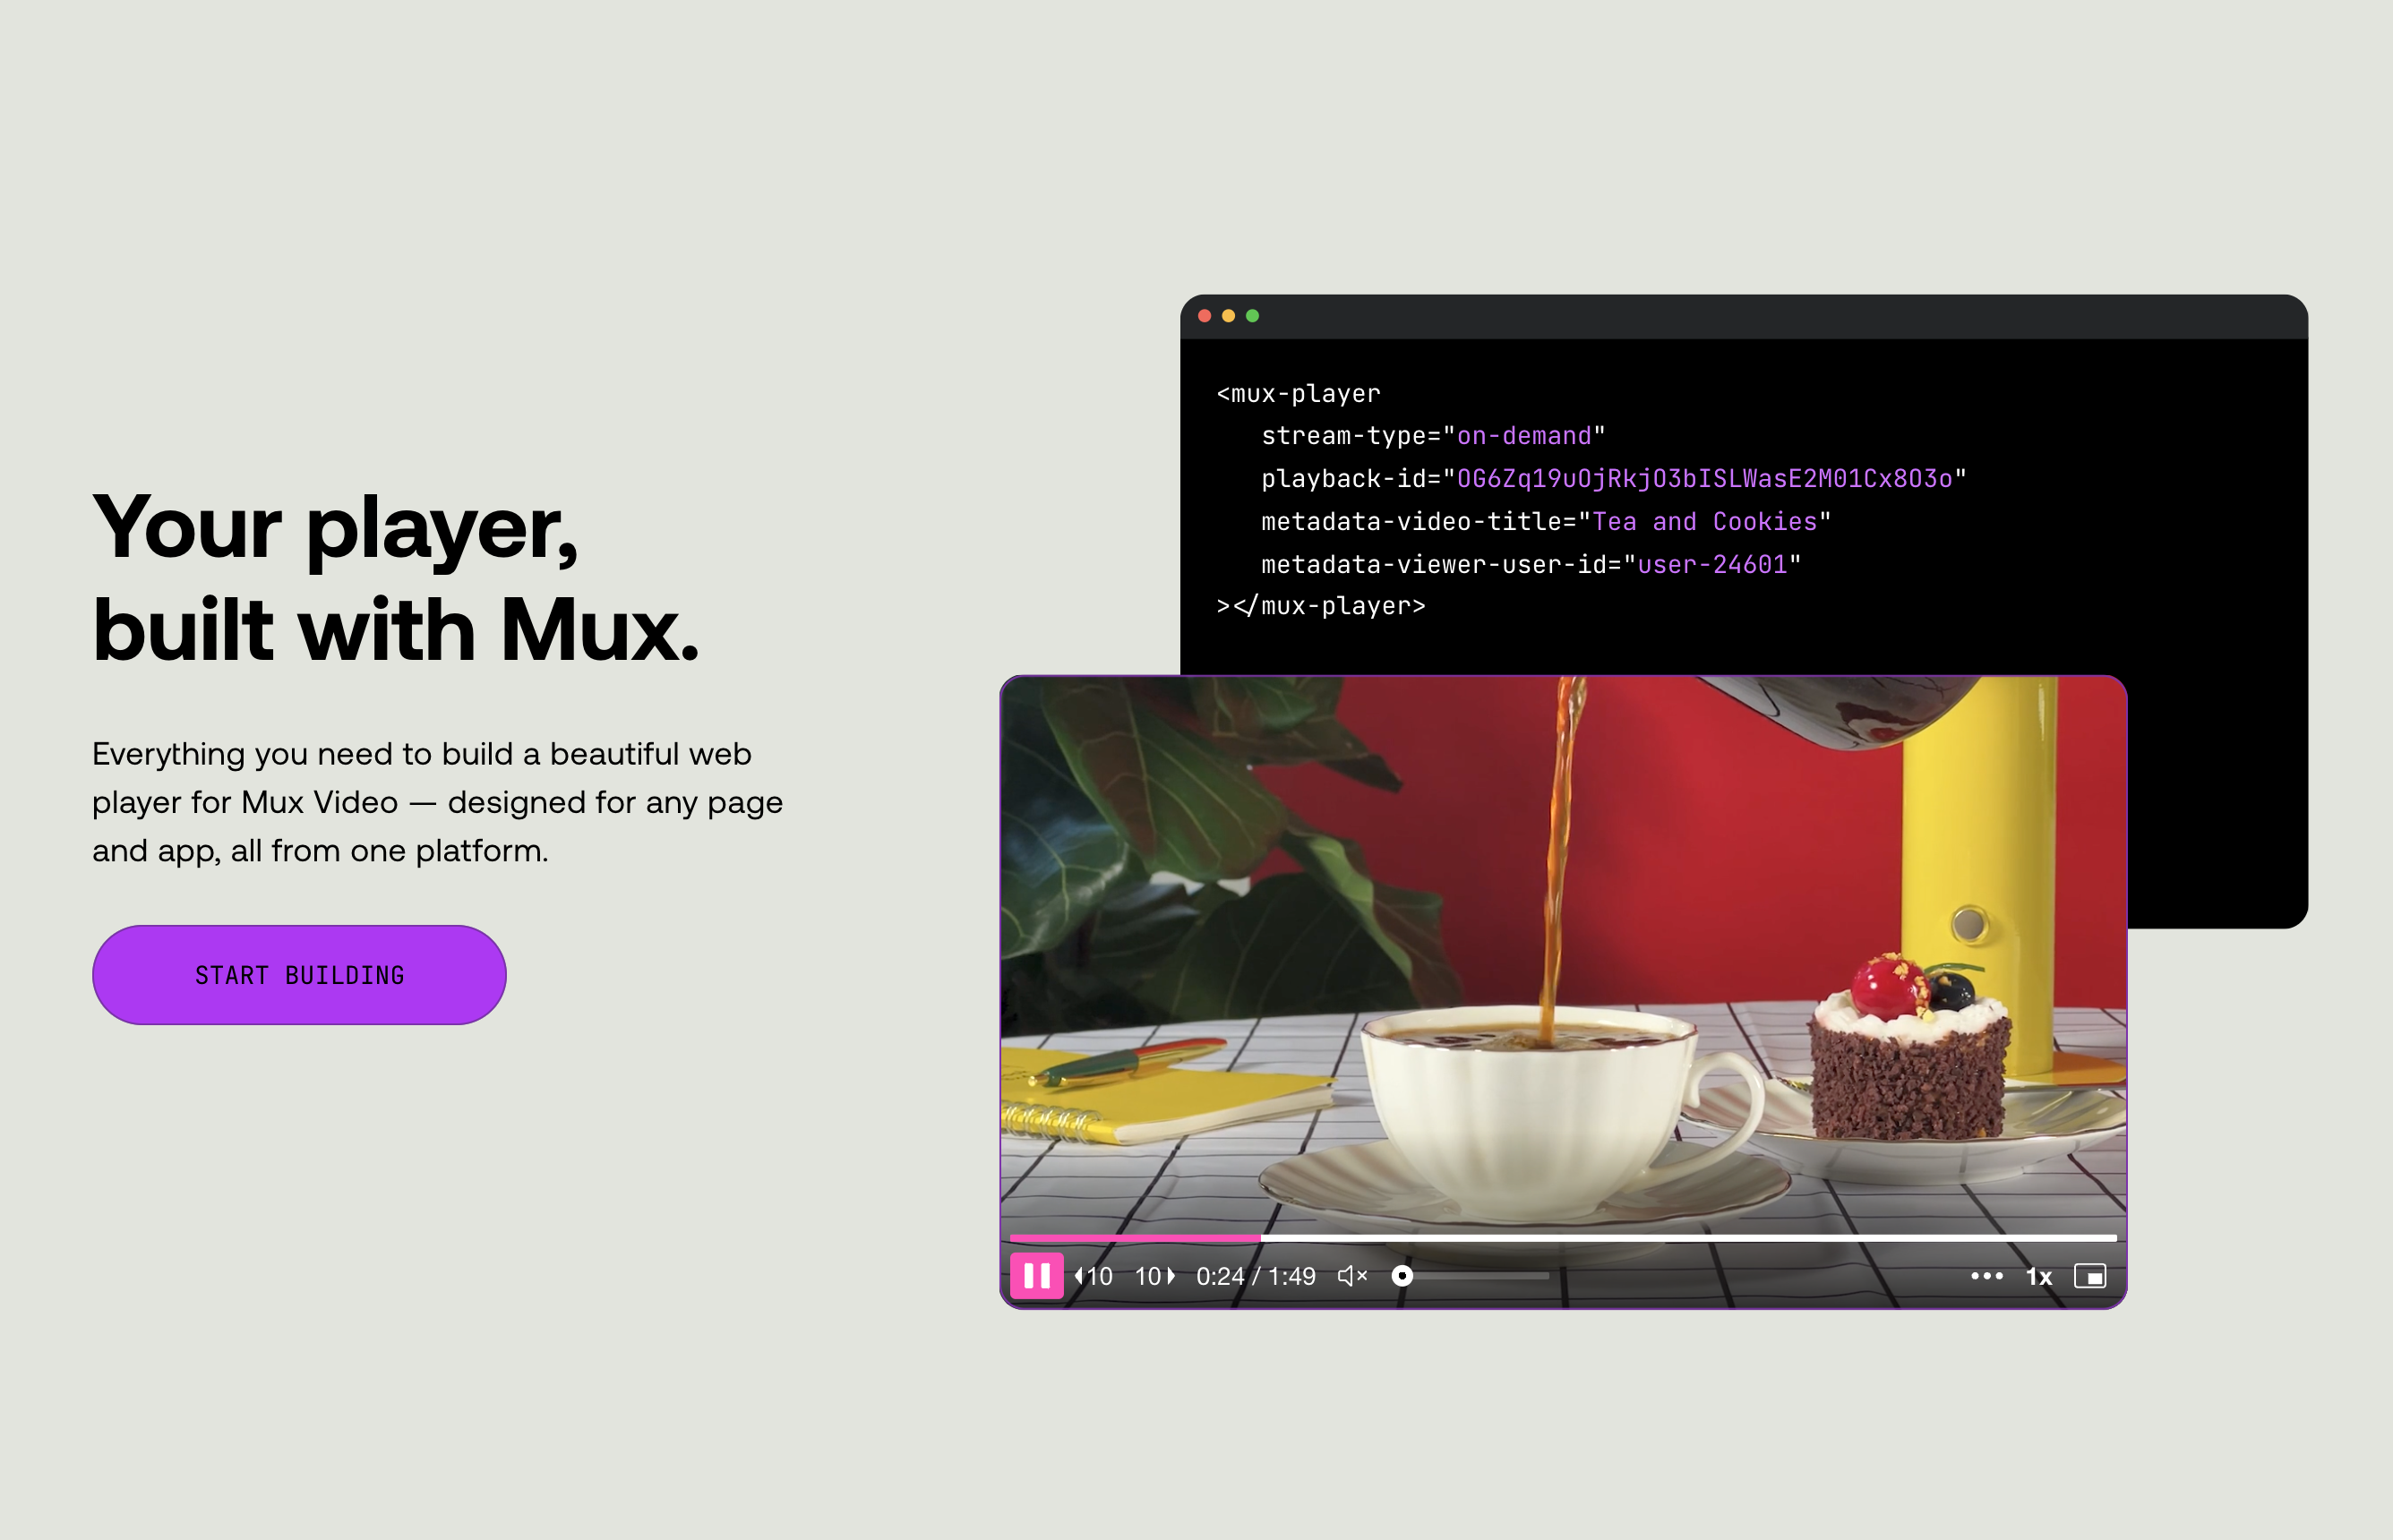 Your player,
built with Mux.
Everything you need to build a beautiful web
player for Mux Video — designed for any page
and app, all from one platform.
START BUILDING
<mux-player
stream-type="on-demand"
playback-id="OG6Zq19uOjRkjO3bISLWasE2M01Cx8O3o"
metadata-video-title="Tea and Cookies"
metadata-viewer-user-id="user-24601"
></mux-player>
10 10 0:24 / 1:49 1x